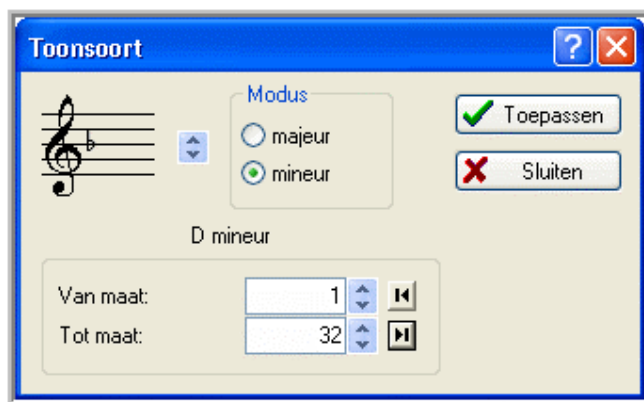 Toonsoort
Modus
majeur
mineur
Toepassen
Sluiten
D mineur
Van maat: 1
Tot maat: 32